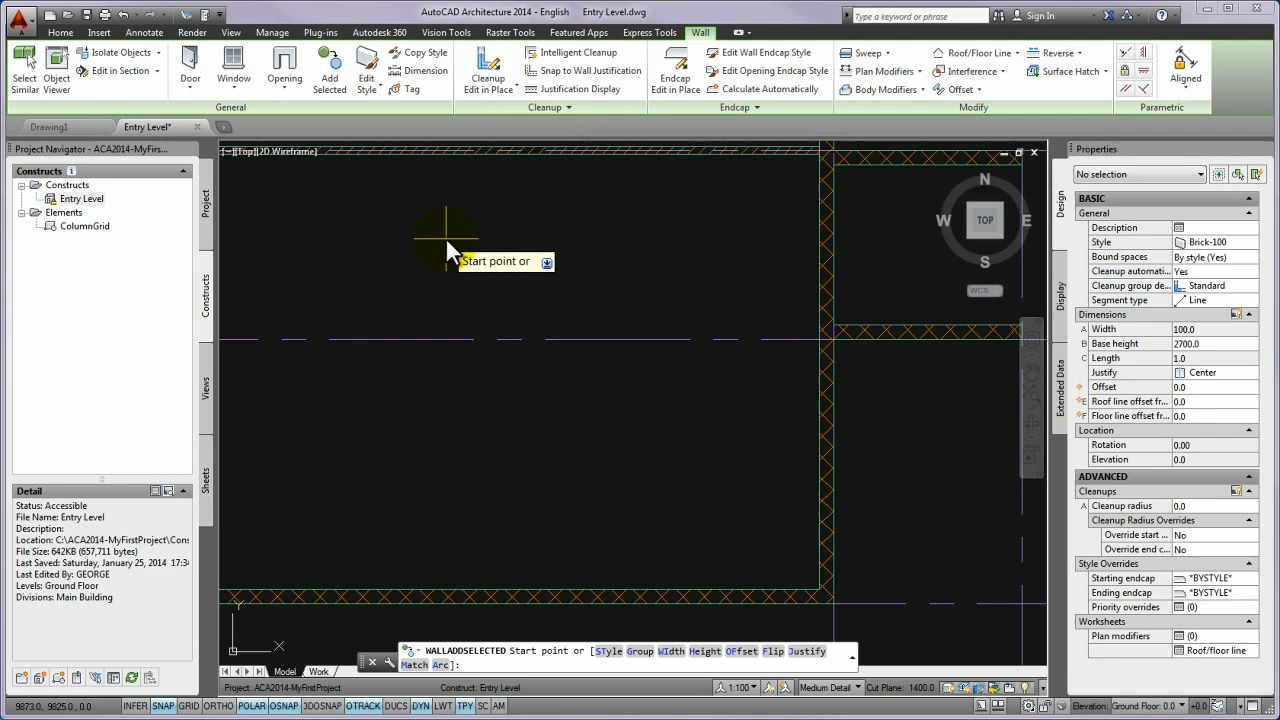 AutoCAD Architecture 2014 - English Entry Level.dwg
Type a keyword or phrase
Sign In
Home Insert Annotate Render View Manage Plug-ins Autodesk 360 Vision Tools Raster Tools Featured Apps Express Tools Wall
Select Similar
Object Viewer
Isolate Objects
Edit in Section
Door
Window
Opening
Add Selected
Edit Style
Copy Style
Dimension
Tag
General
Cleanup Edit in Place
Intelligent Cleanup
Snap to Wall Justification
Justification Display
Cleanup
Endcap Edit in Place
Edit Wall Endcap Style
Edit Opening Endcap Style
Calculate Automatically
Endcap
Sweep
Plan Modifiers
Body Modifiers
Roof/Floor Line
Interference
Offset
Reverse
Surface Hatch
Modify
Aligned
Parametric
Drawing1
Entry Level*
Project Navigator - ACA2014-MyFirs...
Constructs
Constructs
Entry Level
Elements
ColumnGrid
Detail
Status: Accessible
File Name: Entry Level
Description:
Location: C:\ACA2014-MyFirstProject\Cons
File Size: 642KB (657,711 bytes)
Last Saved: Saturday, January 25, 2014 17:34
Last Edited By: GEORGE
Levels: Ground Floor
Divisions: Main Building
Project
Constructs
Views
Sheets
[−][Top][2D Wireframe]
Start point or
N
W TOP E
S
WCS
Y
X
WALLADDSELECTED Start point or [STyle Group WIdth Height OFfset Flip Justify
Match Arc]:
Model Work
Properties
No selection
Design
Display
Extended Data
BASIC
General
Description
Style Brick-100
Bound spaces By style (Yes)
Cleanup automati... Yes
Cleanup group de... Standard
Segment type Line
Dimensions
A Width 100.0
B Base height 2700.0
C Length 1.0
Justify Center
Offset 0.0
E Roof line offset fr... 0.0
F Floor line offset fr... 0.0
Location
Rotation 0.00
Elevation 0.0
ADVANCED
Cleanups
A Cleanup radius 0.0
Cleanup Radius Overrides
Override start ... No
Override end c... No
Style Overrides
Starting endcap *BYSTYLE*
Ending endcap *BYSTYLE*
Priority overrides (0)
Worksheets
Plan modifiers (0)
Roof/floor line
Project: ACA2014-MyFirstProject Construct: Entry Level 1:100 Medium Detail Cut Plane: 1400.0
9873.0, 9825.0, 0.0 INFER SNAP GRID ORTHO POLAR OSNAP 3DOSNAP OTRACK DUCS DYN LWT TPY SC AM Elevation: Ground Floor: 0.0 +0.0